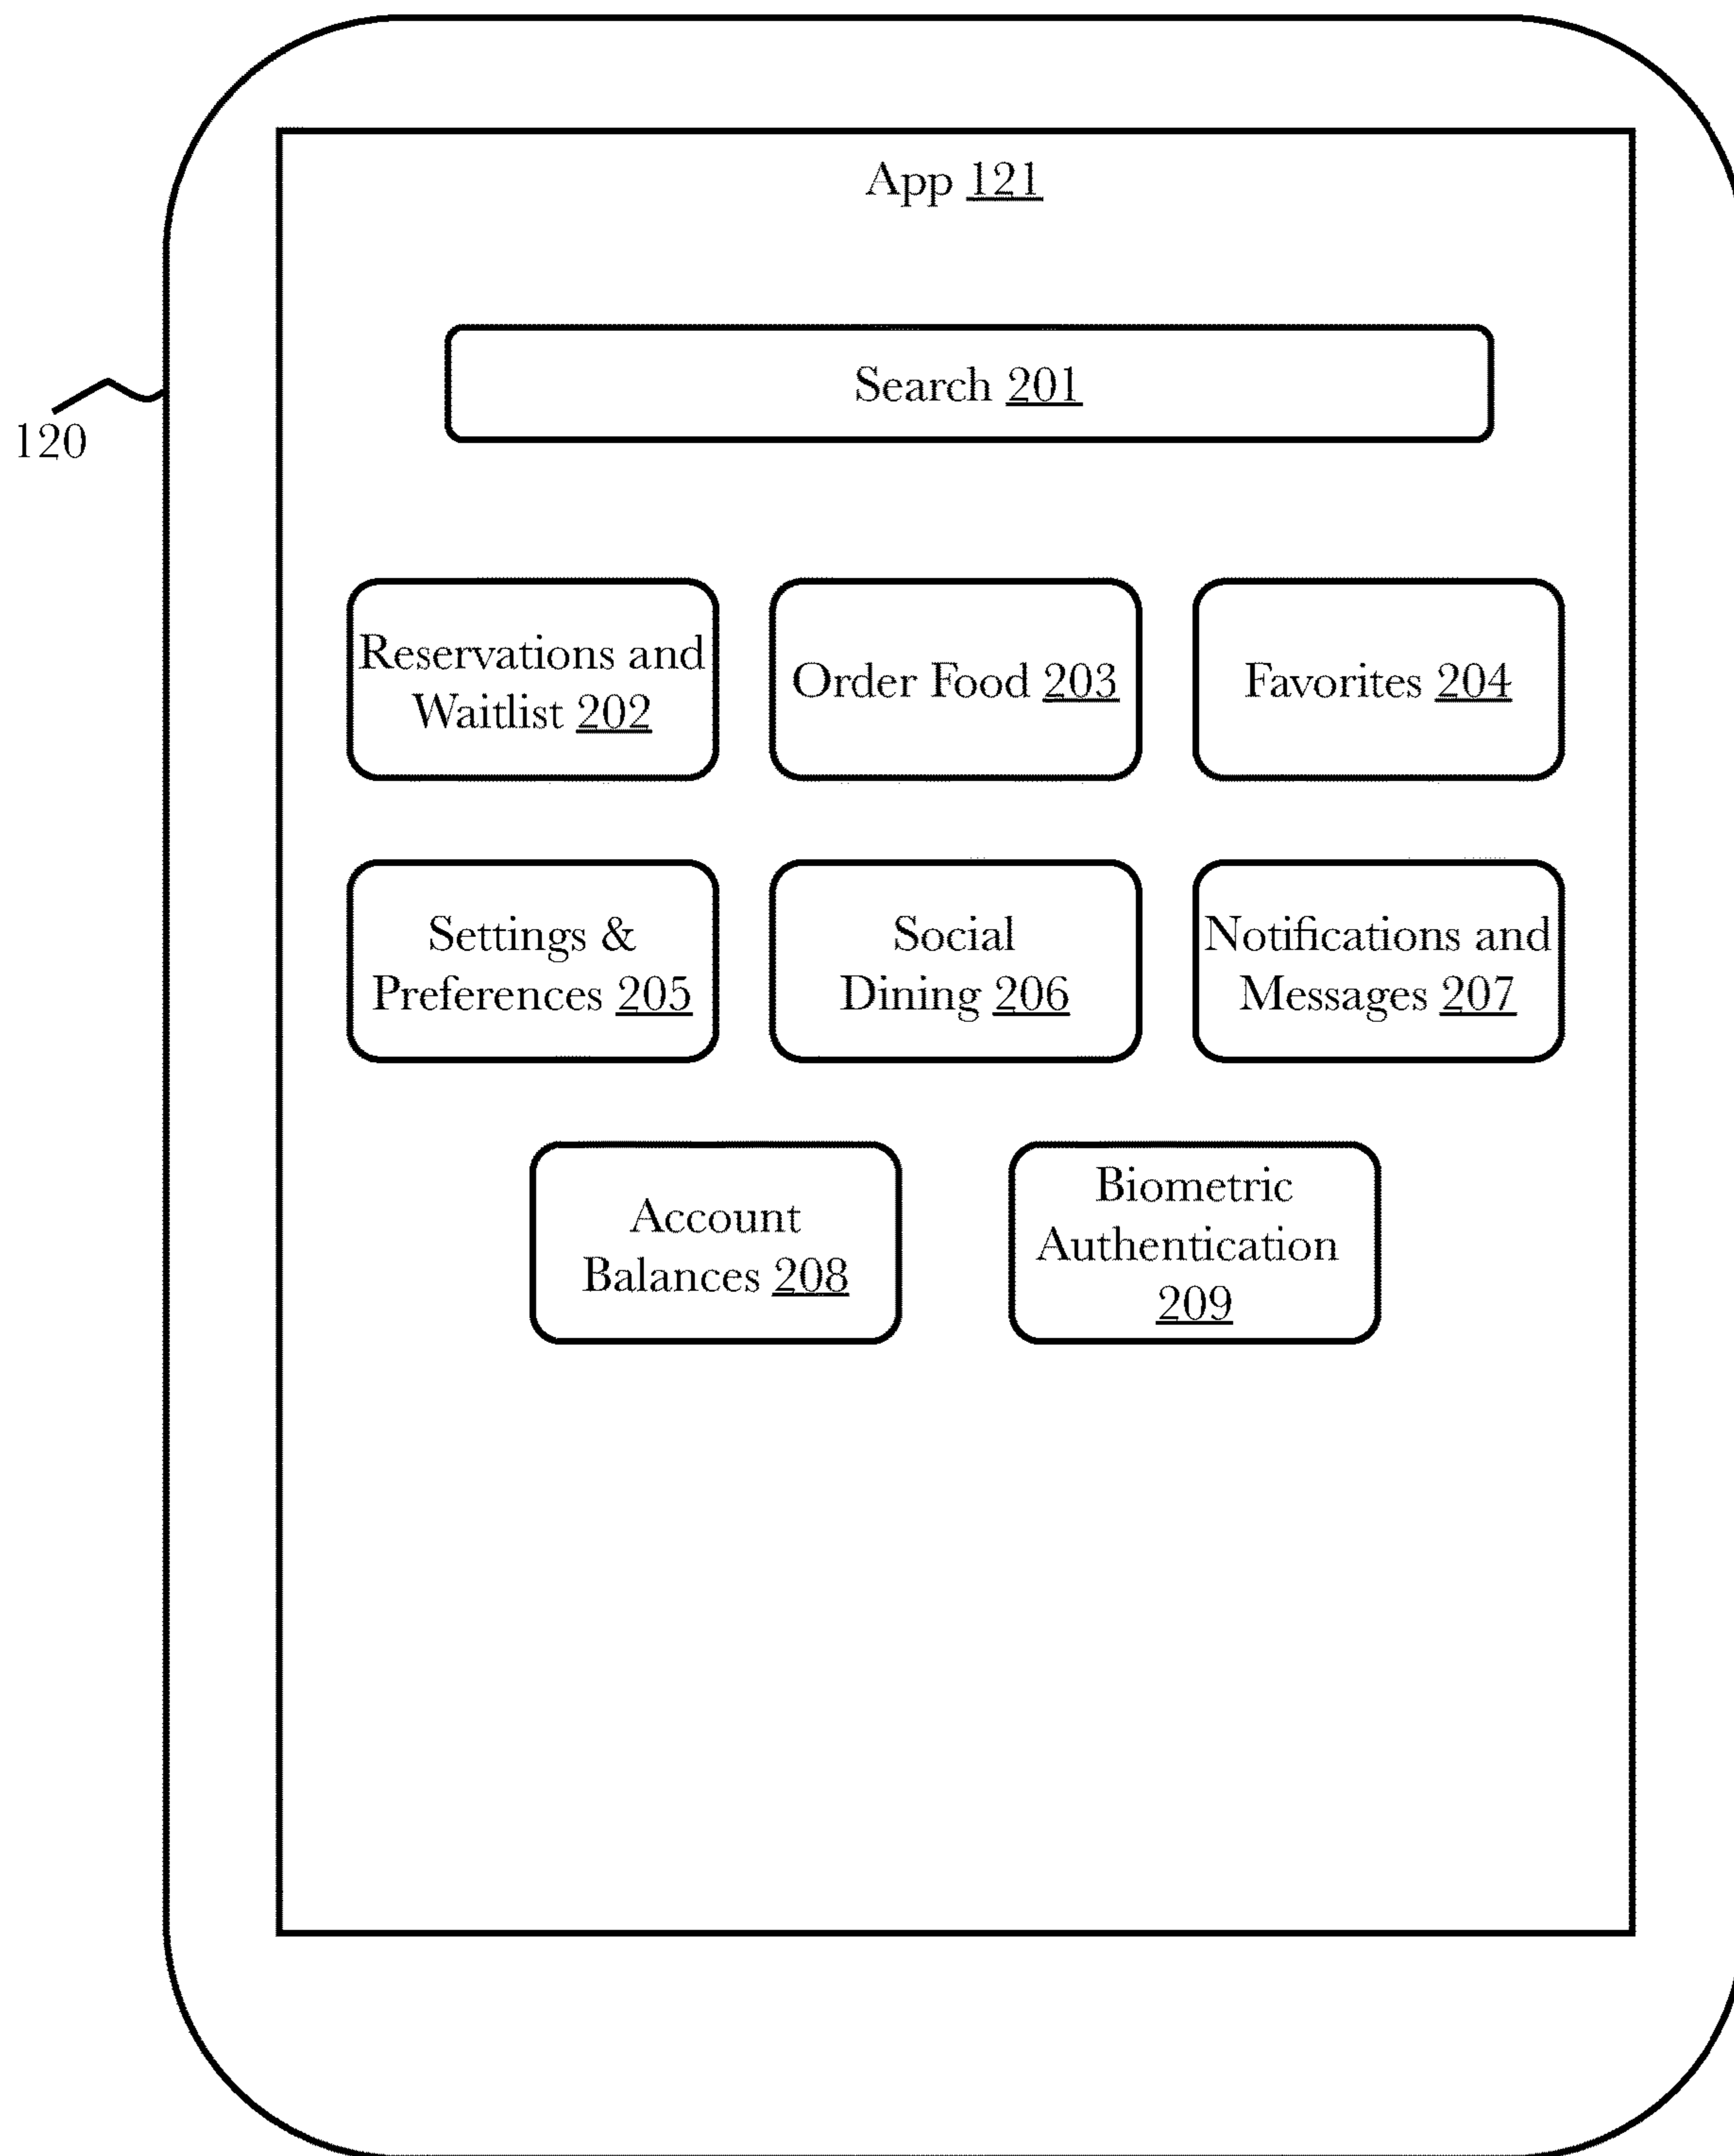 App 121
Search 201
120
Reservations and
Waitlist 202
Order Food 203
Favorites 204
Settings &
Preferences 205
Social
Dining 206
Notifications and
Messages 207
Account
Balances 208
Biometric
Authentication
209